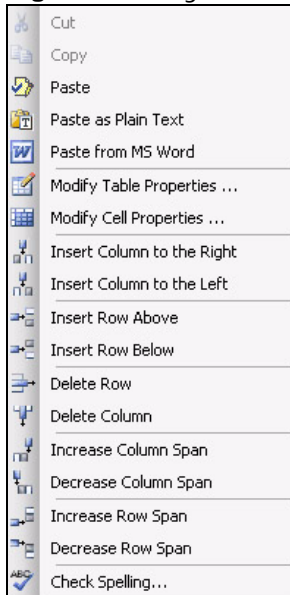 Cut
Copy
Paste
Paste as Plain Text
Paste from MS Word
Modify Table Properties ...
Modify Cell Properties ...
Insert Column to the Right
Insert Column to the Left
Insert Row Above
Insert Row Below
Delete Row
Delete Column
Increase Column Span
Decrease Column Span
Increase Row Span
Decrease Row Span
Check Spelling...